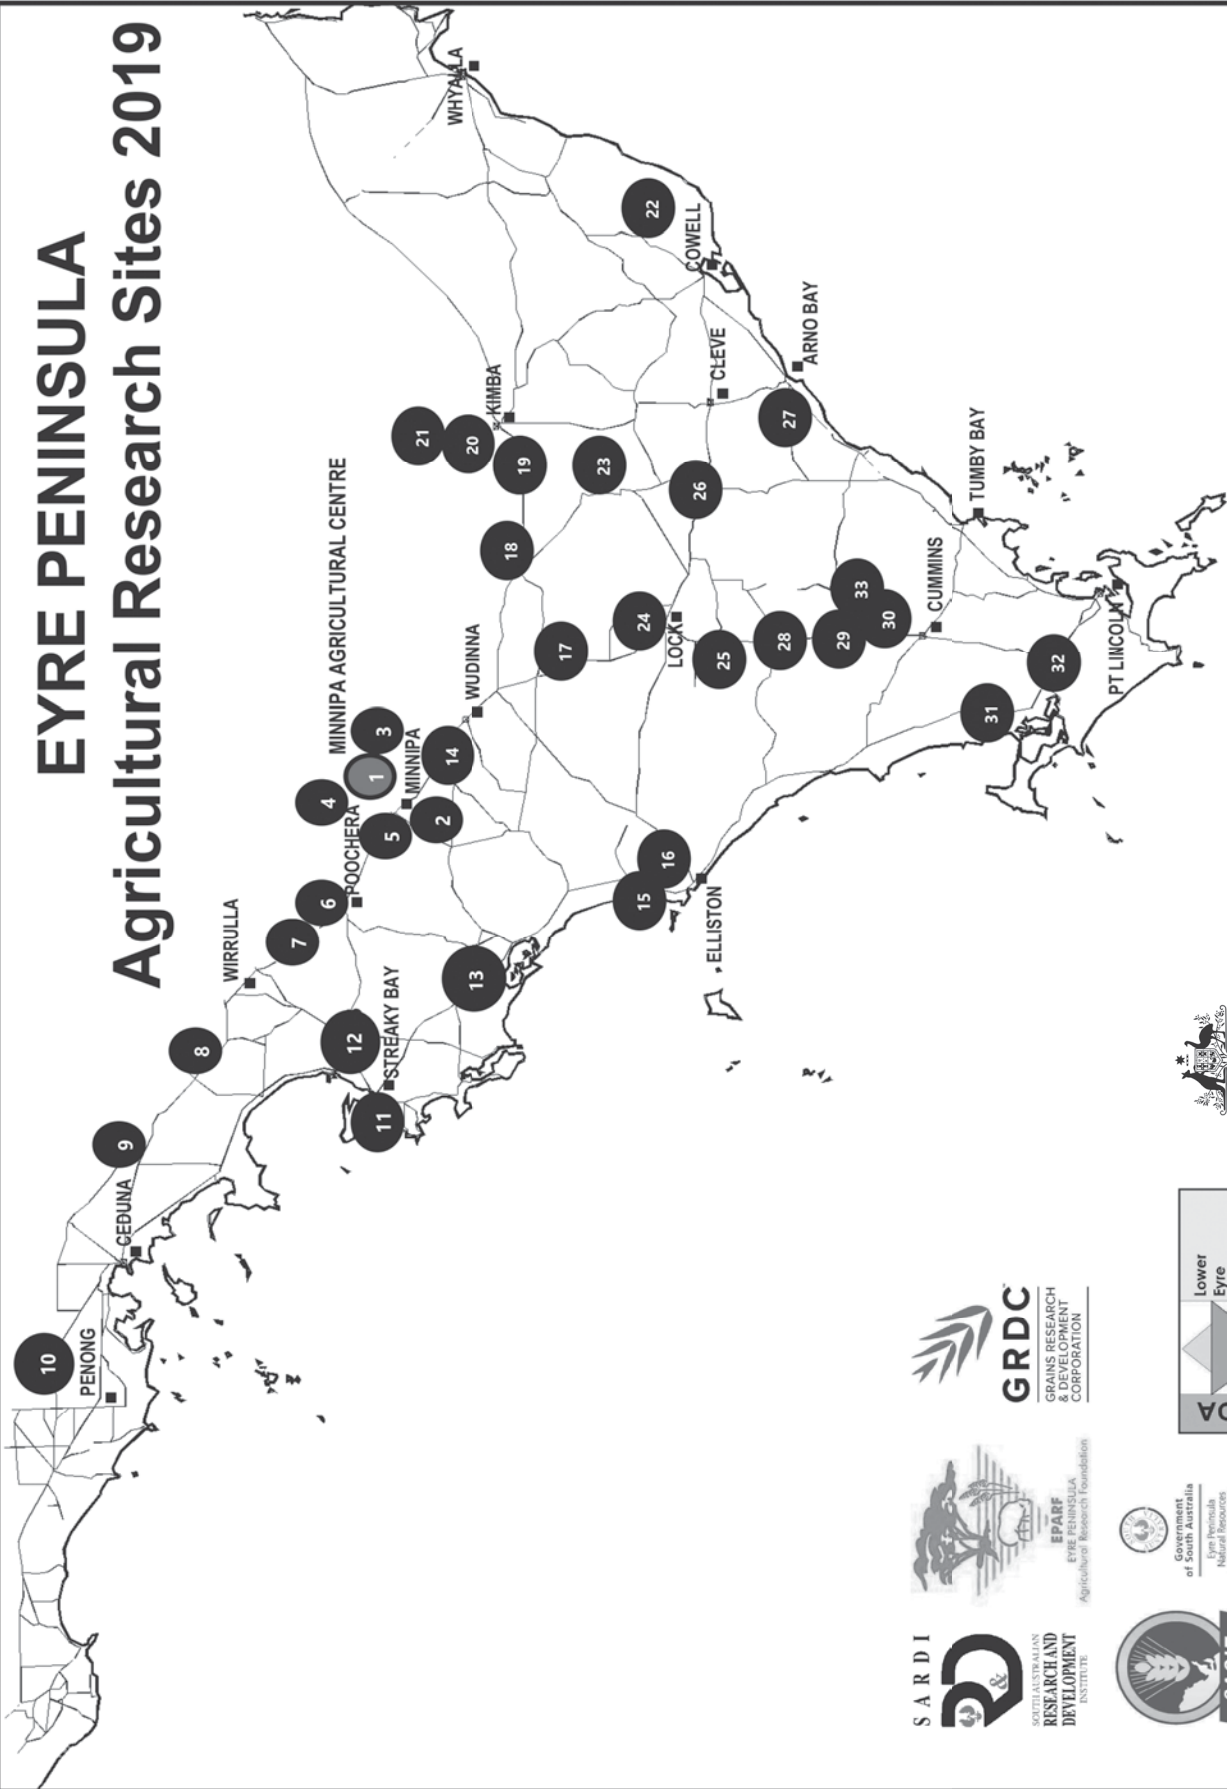 EYRE PENINSULA
Agricultural Research Sites 2019
10
PENONG
CEDUNA
9
8
WIRRULLA
7
6
POOCHERA
4
MINNIPA AGRICULTURAL CENTRE
1
3
5
MINNIPA
2
14
WUDINNA
11
STREAKY BAY
12
13
15
16
ELLISTON
17
18
19
20
21
KIMBA
23
24
LOCK
25
26
CLEVE
27
ARNO BAY
22
COWELL
WHYALLA
28
29
33
30
CUMMINS
TUMBY BAY
31
32
PT LINCOLN
SARDI
R&D
SOUTH AUSTRALIAN
RESEARCH AND
DEVELOPMENT
INSTITUTE
EPARF
EYRE PENINSULA
Agricultural Research Foundation
GRDC
GRAINS RESEARCH
& DEVELOPMENT
CORPORATION
Government
of South Australia
Eyre Peninsula
Natural Resources
Lower
Eyre